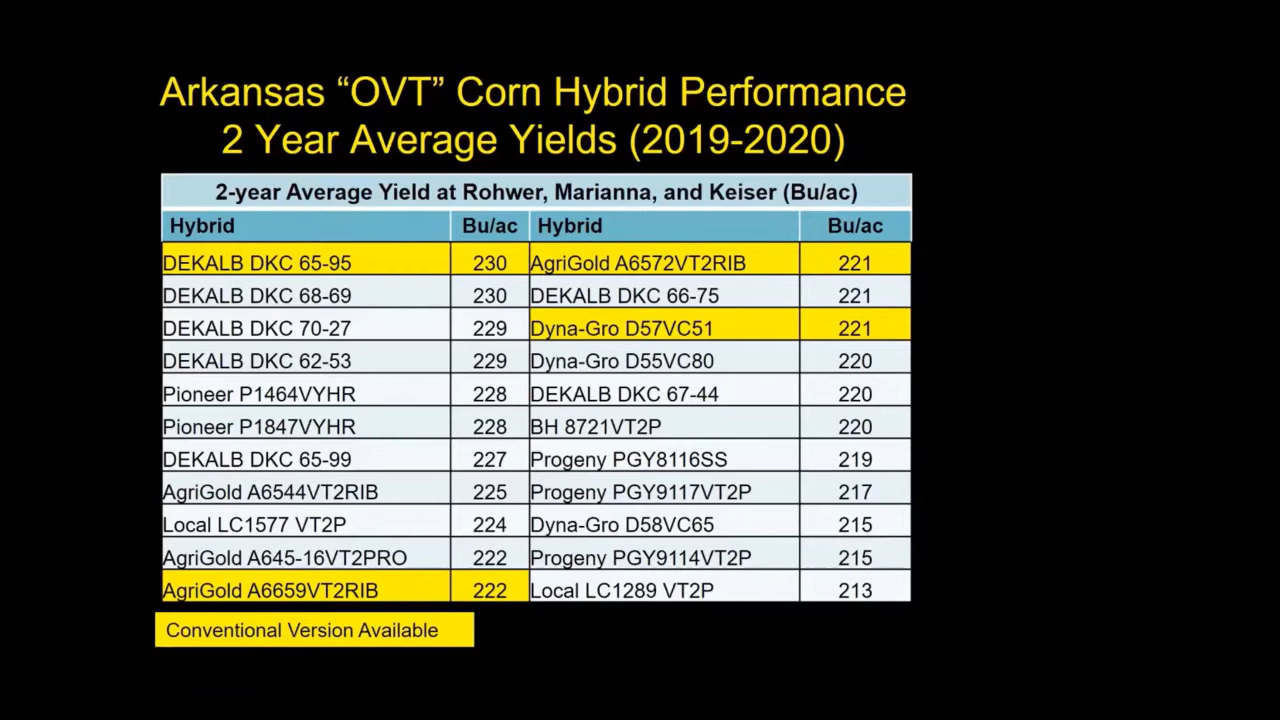 Arkansas “OVT” Corn Hybrid Performance
2 Year Average Yields (2019-2020)
2-year Average Yield at Rohwer, Marianna, and Keiser (Bu/ac)
Hybrid Bu/ac Hybrid Bu/ac
DEKALB DKC 65-95 230 AgriGold A6572VT2RIB 221
DEKALB DKC 68-69 230 DEKALB DKC 66-75 221
DEKALB DKC 70-27 229 Dyna-Gro D57VC51 221
DEKALB DKC 62-53 229 Dyna-Gro D55VC80 220
Pioneer P1464VYHR 228 DEKALB DKC 67-44 220
Pioneer P1847VYHR 228 BH 8721VT2P 220
DEKALB DKC 65-99 227 Progeny PGY8116SS 219
AgriGold A6544VT2RIB 225 Progeny PGY9117VT2P 217
Local LC1577 VT2P 224 Dyna-Gro D58VC65 215
AgriGold A645-16VT2PRO 222 Progeny PGY9114VT2P 215
AgriGold A6659VT2RIB 222 Local LC1289 VT2P 213
Conventional Version Available